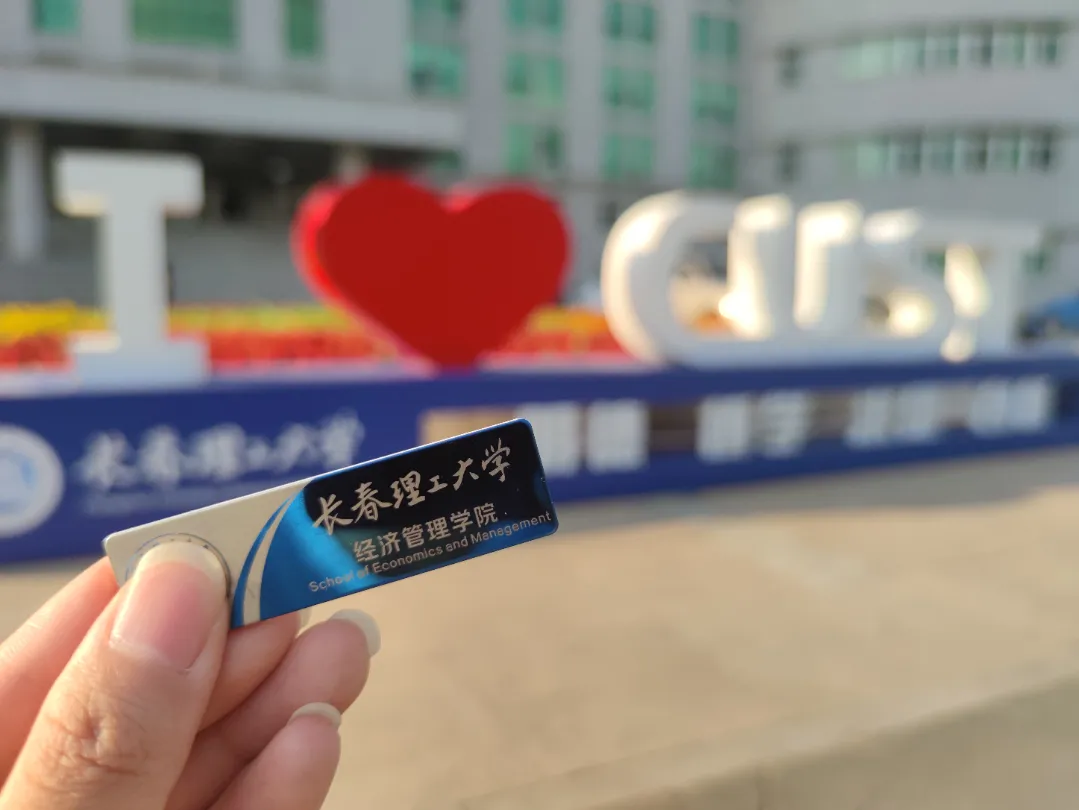 I CUST
长春理工大学
长春理工大学
经济管理学院
School of Economics and Management